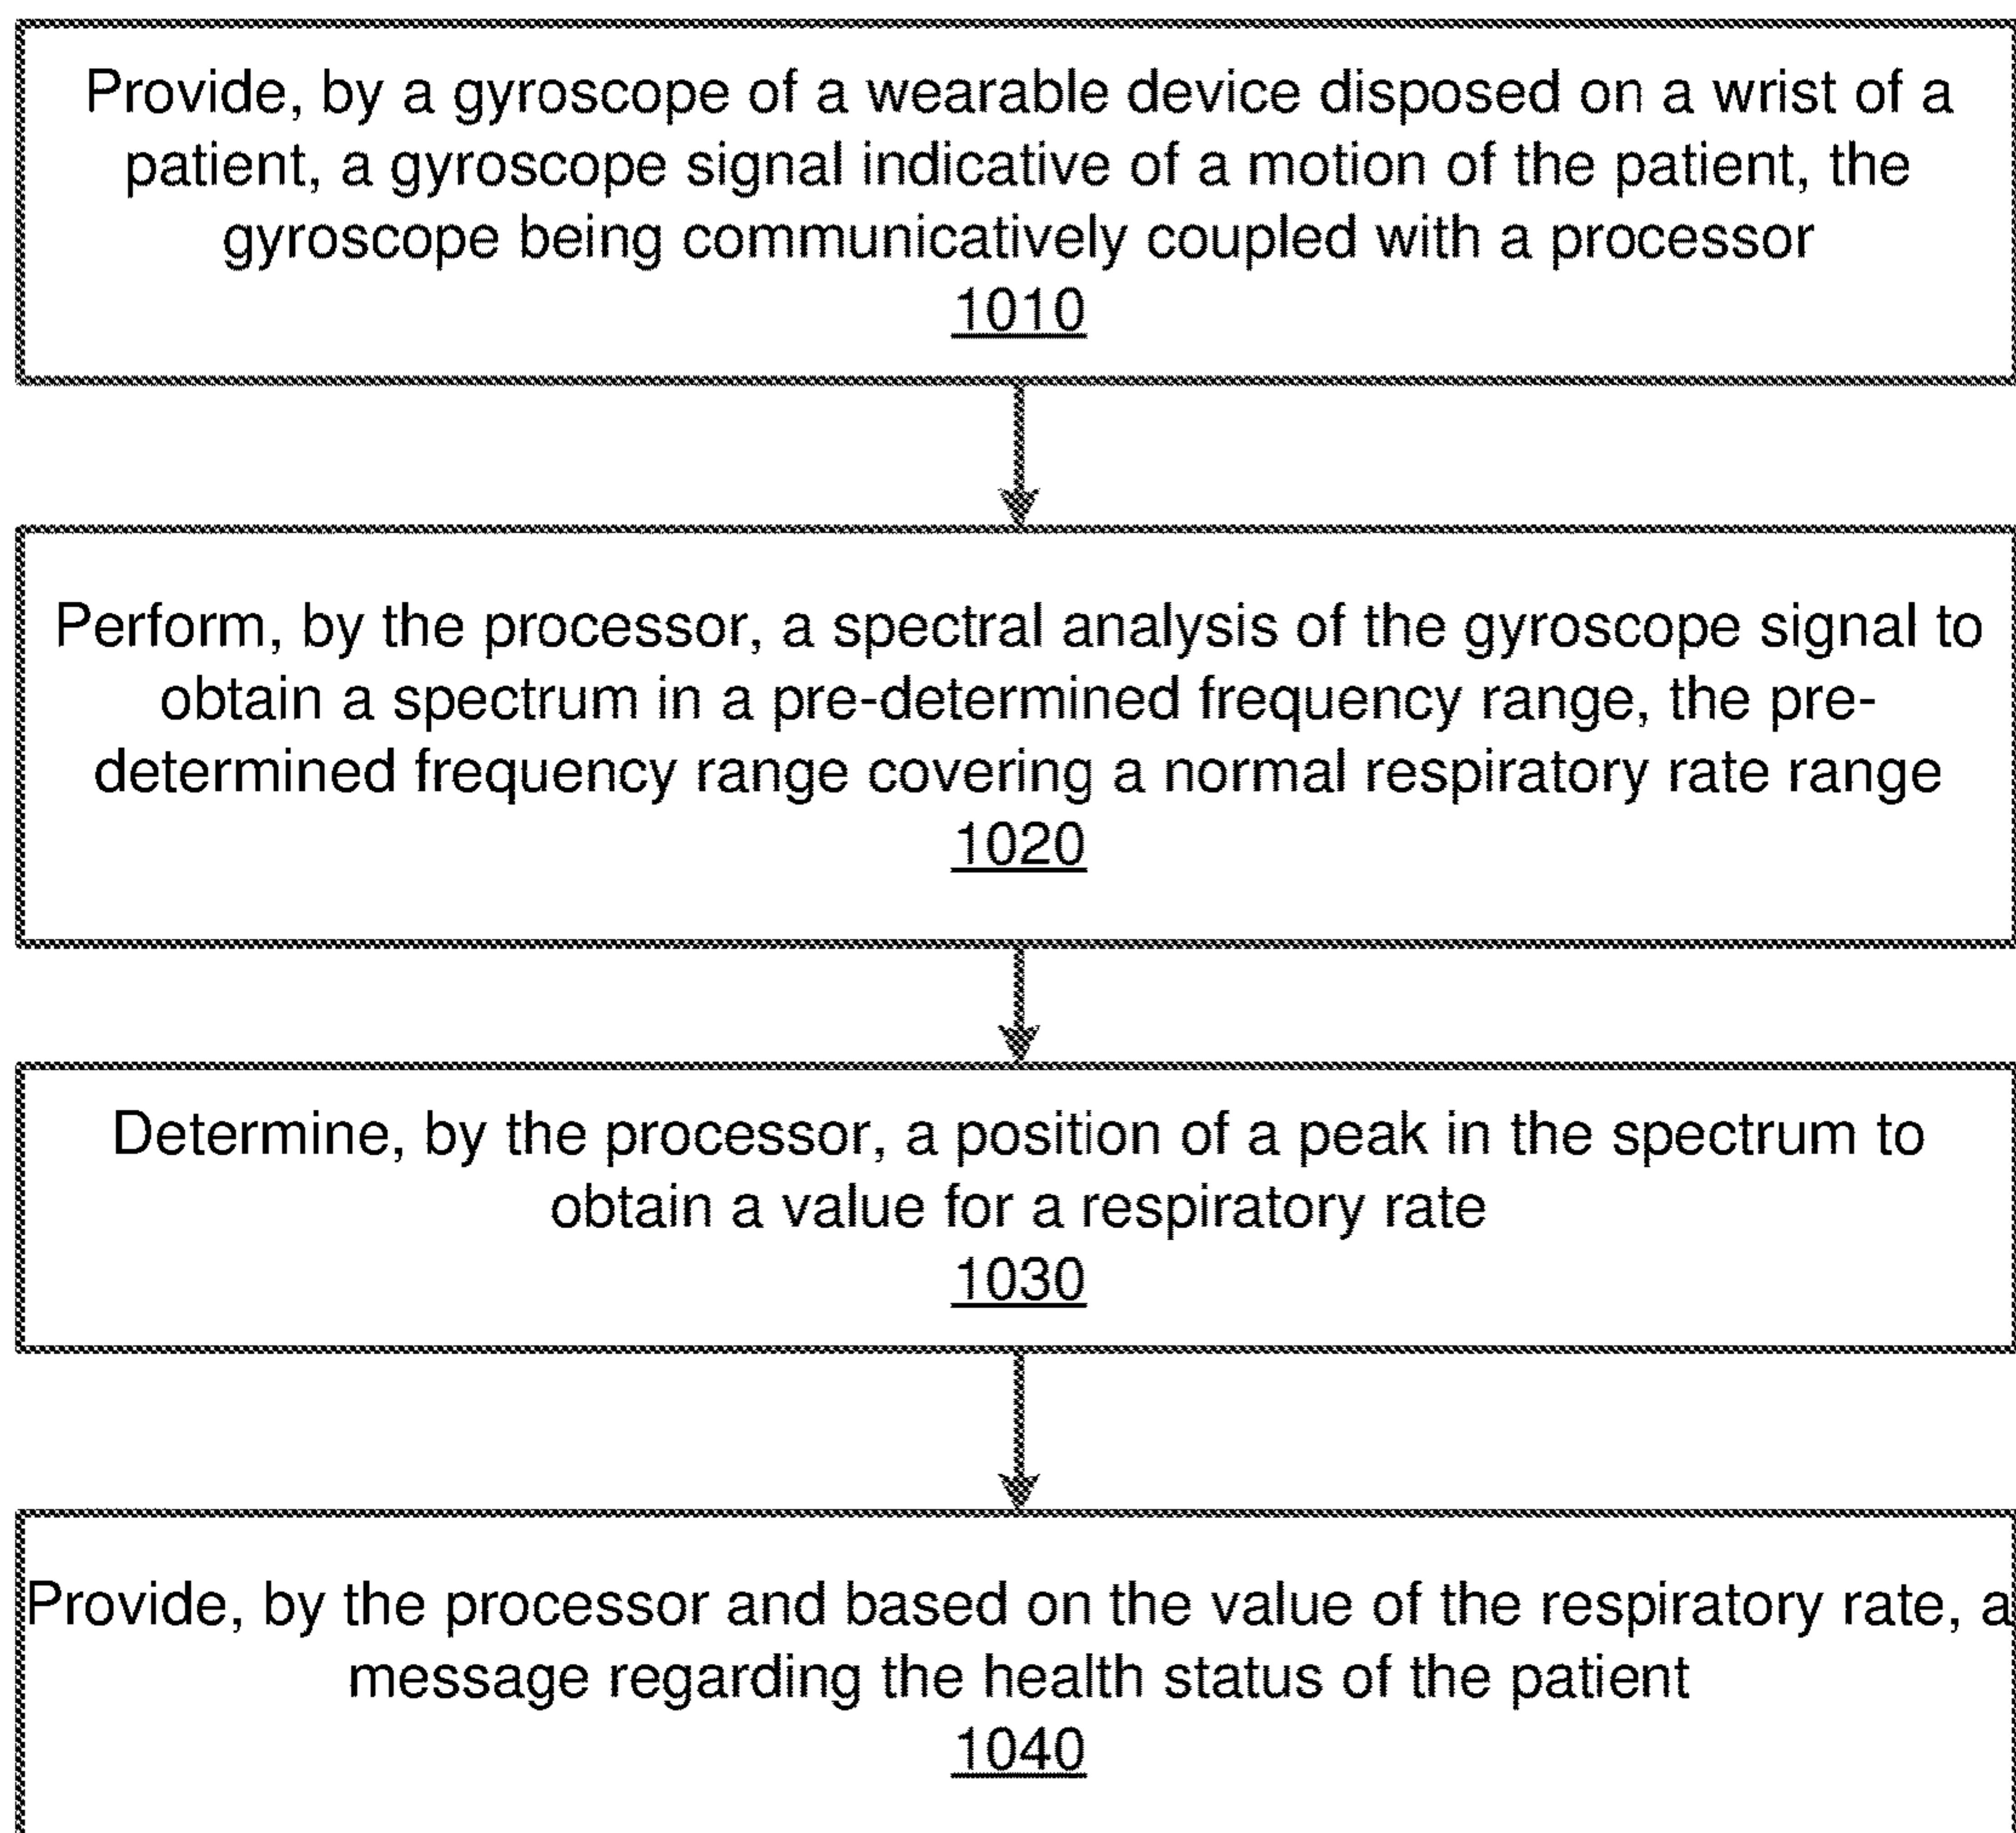 Provide, by a gyroscope of a wearable device disposed on a wrist of a
patient, a gyroscope signal indicative of a motion of the patient, the
gyroscope being communicatively coupled with a processor
1010
Perform, by the processor, a spectral analysis of the gyroscope signal to
obtain a spectrum in a pre-determined frequency range, the pre-
determined frequency range covering a normal respiratory rate range
1020
Determine, by the processor, a position of a peak in the spectrum to
obtain a value for a respiratory rate
1030
Provide, by the processor and based on the value of the respiratory rate, a
message regarding the health status of the patient
1040